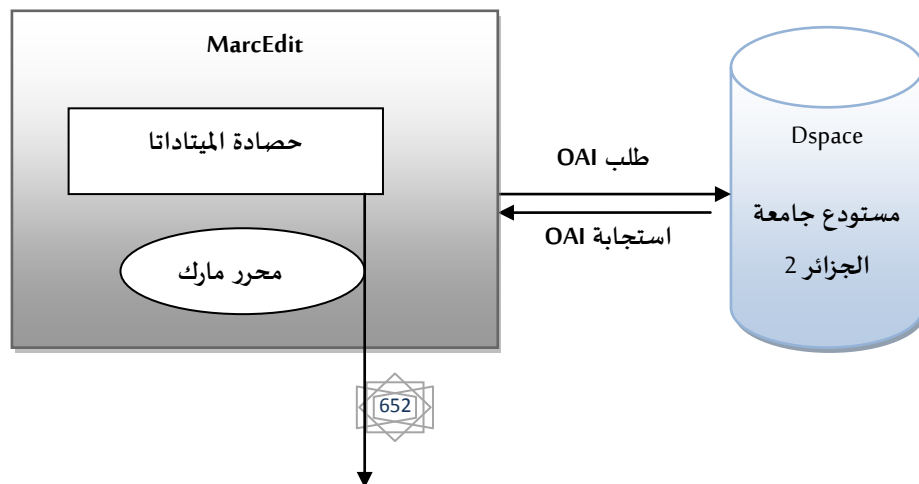 MarcEdit
حصادة الميتاداتا
محرر مارك
طلب OAI
استجابة OAI
Dspace
مستودع جامعة
الجزائر 2
652